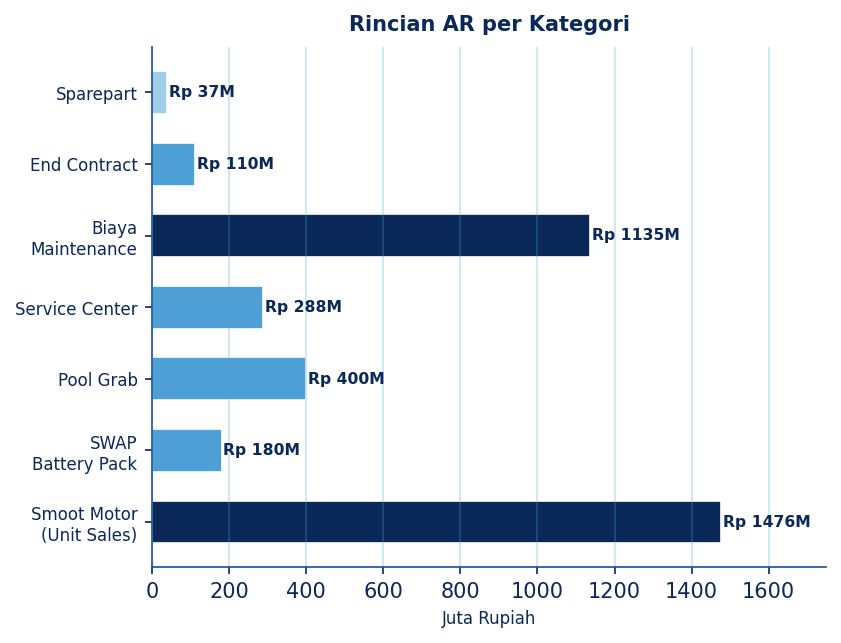 Rincian AR per Kategori
Sparepart
Rp 37M
End Contract
Rp 110M
Biaya
Maintenance
Rp 1135M
Service Center
Rp 288M
Pool Grab
Rp 400M
SWAP
Battery Pack
Rp 180M
Smoot Motor
(Unit Sales)
Rp 1476M
0 200 400 600 800 1000 1200 1400 1600
Juta Rupiah